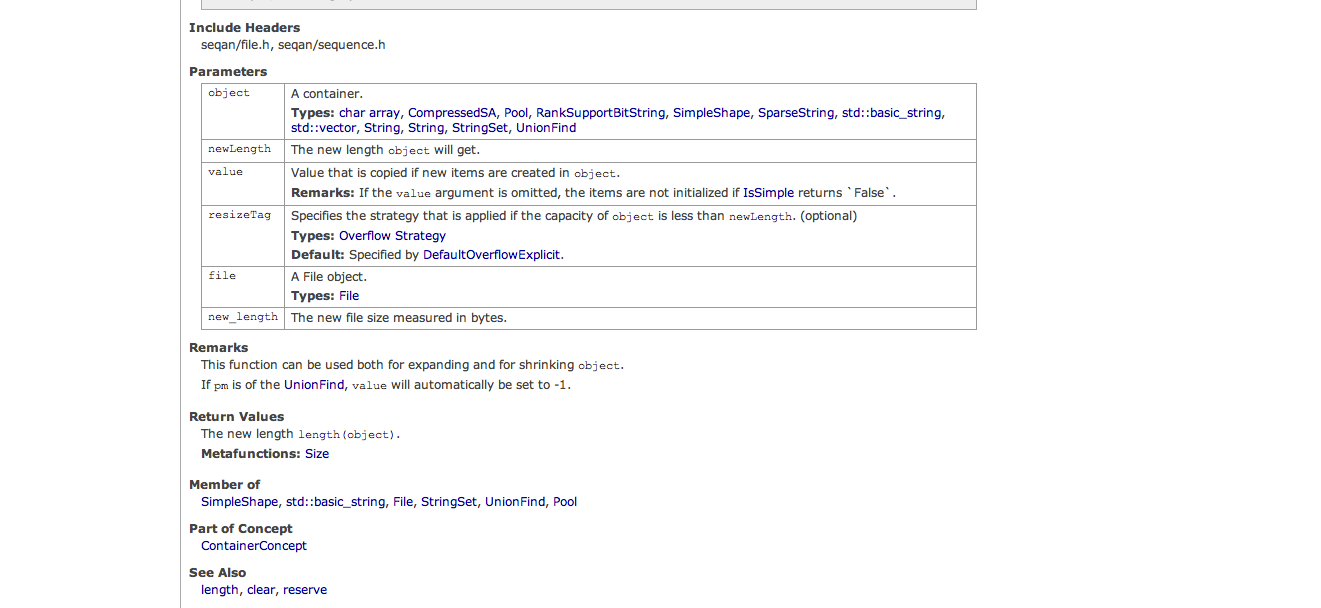 Include Headers
seqan/file.h, seqan/sequence.h
Parameters
object
A container.
Types: char array, CompressedSA, Pool, RankSupportBitString, SimpleShape, SparseString, std::basic_string,
std::vector, String, String, StringSet, UnionFind
newLength
The new length object will get.
value
Value that is copied if new items are created in object.
Remarks: If the value argument is omitted, the items are not initialized if IsSimple returns `False`.
resizeTag
Specifies the strategy that is applied if the capacity of object is less than newLength. (optional)
Types: Overflow Strategy
Default: Specified by DefaultOverflowExplicit.
file
A File object.
Types: File
new_length
The new file size measured in bytes.
Remarks
This function can be used both for expanding and for shrinking object.
If pm is of the UnionFind, value will automatically be set to -1.
Return Values
The new length length(object).
Metafunctions: Size
Member of
SimpleShape, std::basic_string, File, StringSet, UnionFind, Pool
Part of Concept
ContainerConcept
See Also
length, clear, reserve